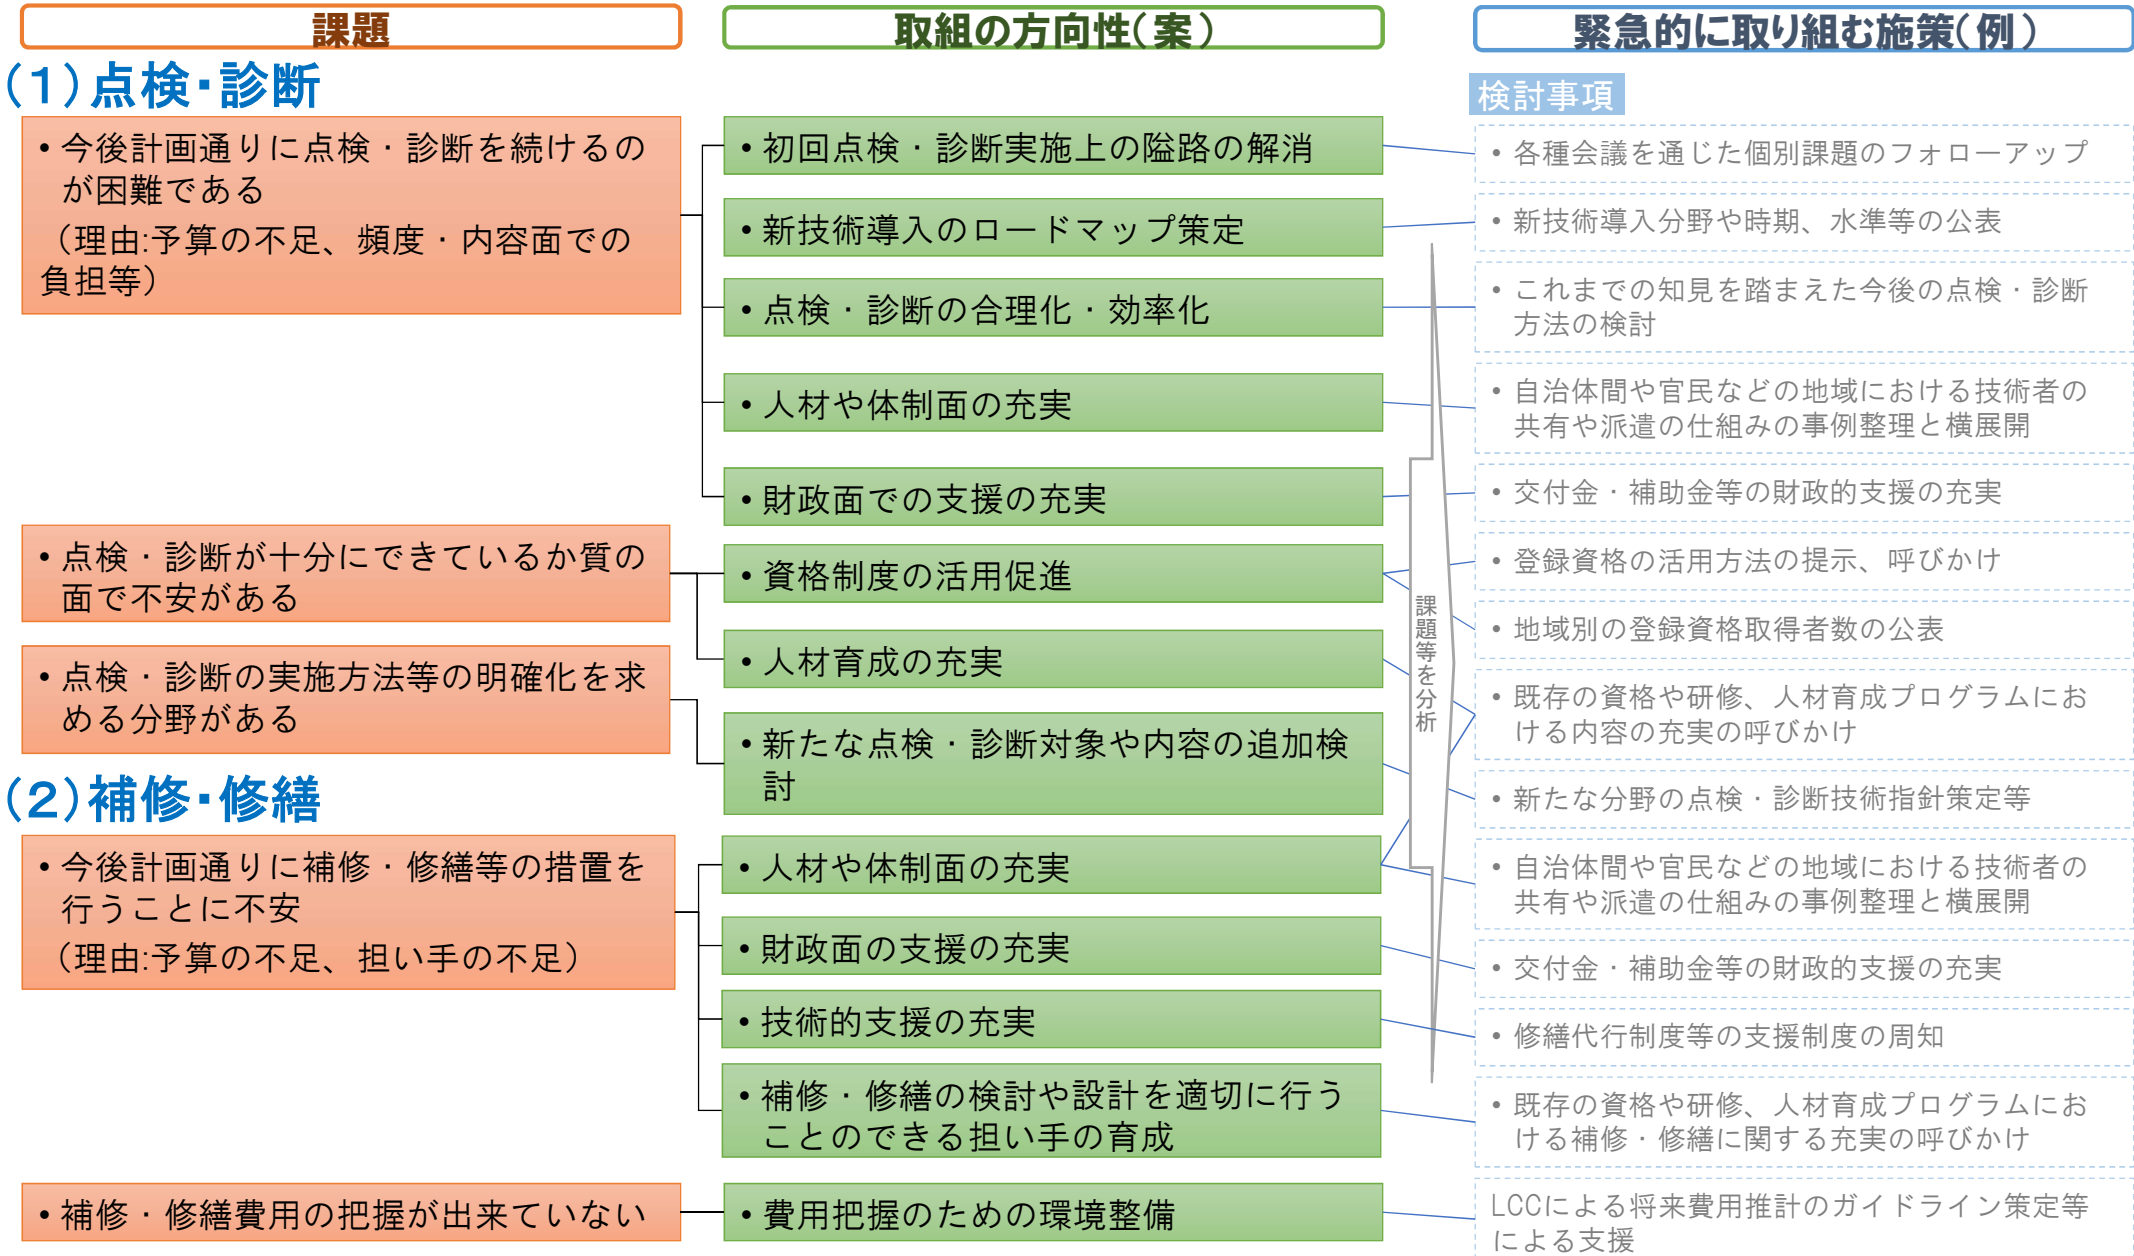 課題
取組の方向性(案)
緊急的に取り組む施策(例)
(1)点検・診断
検討事項
・今後計画通りに点検・診断を続けるの
が困難である
(理由:予算の不足、頻度・内容面での
負担等)
・点検・診断が十分にできているか質の
面で不安がある
・点検・診断の実施方法等の明確化を求
める分野がある
・初回点検・診断実施上の隘路の解消
・新技術導入のロードマップ策定
・点検・診断の合理化・効率化
・人材や体制面の充実
・財政面での支援の充実
・資格制度の活用促進
・人材育成の充実
・新たな点検・診断対象や内容の追加検
討
課題等を分析
・各種会議を通じた個別課題のフォローアップ
・新技術導入分野や時期、水準等の公表
・これまでの知見を踏まえた今後の点検・診断
方法の検討
・自治体間や官民などの地域における技術者の
共有や派遣の仕組みの事例整理と横展開
・交付金・補助金等の財政的支援の充実
・登録資格の活用方法の提示、呼びかけ
・地域別の登録資格取得者数の公表
・既存の資格や研修、人材育成プログラムにお
ける内容の充実の呼びかけ
・新たな分野の点検・診断技術指針策定等
(2)補修・修繕
・今後計画通りに補修・修繕等の措置を
行うことに不安
(理由:予算の不足、担い手の不足)
・補修・修繕費用の把握が出来ていない
・人材や体制面の充実
・財政面の支援の充実
・技術的支援の充実
・補修・修繕の検討や設計を適切に行う
ことのできる担い手の育成
・費用把握のための環境整備
・自治体間や官民などの地域における技術者の
共有や派遣の仕組みの事例整理と横展開
・交付金・補助金等の財政的支援の充実
・修繕代行制度等の支援制度の周知
・既存の資格や研修、人材育成プログラムにお
ける補修・修繕に関する充実の呼びかけ
LCCによる将来費用推計のガイドライン策定等
による支援